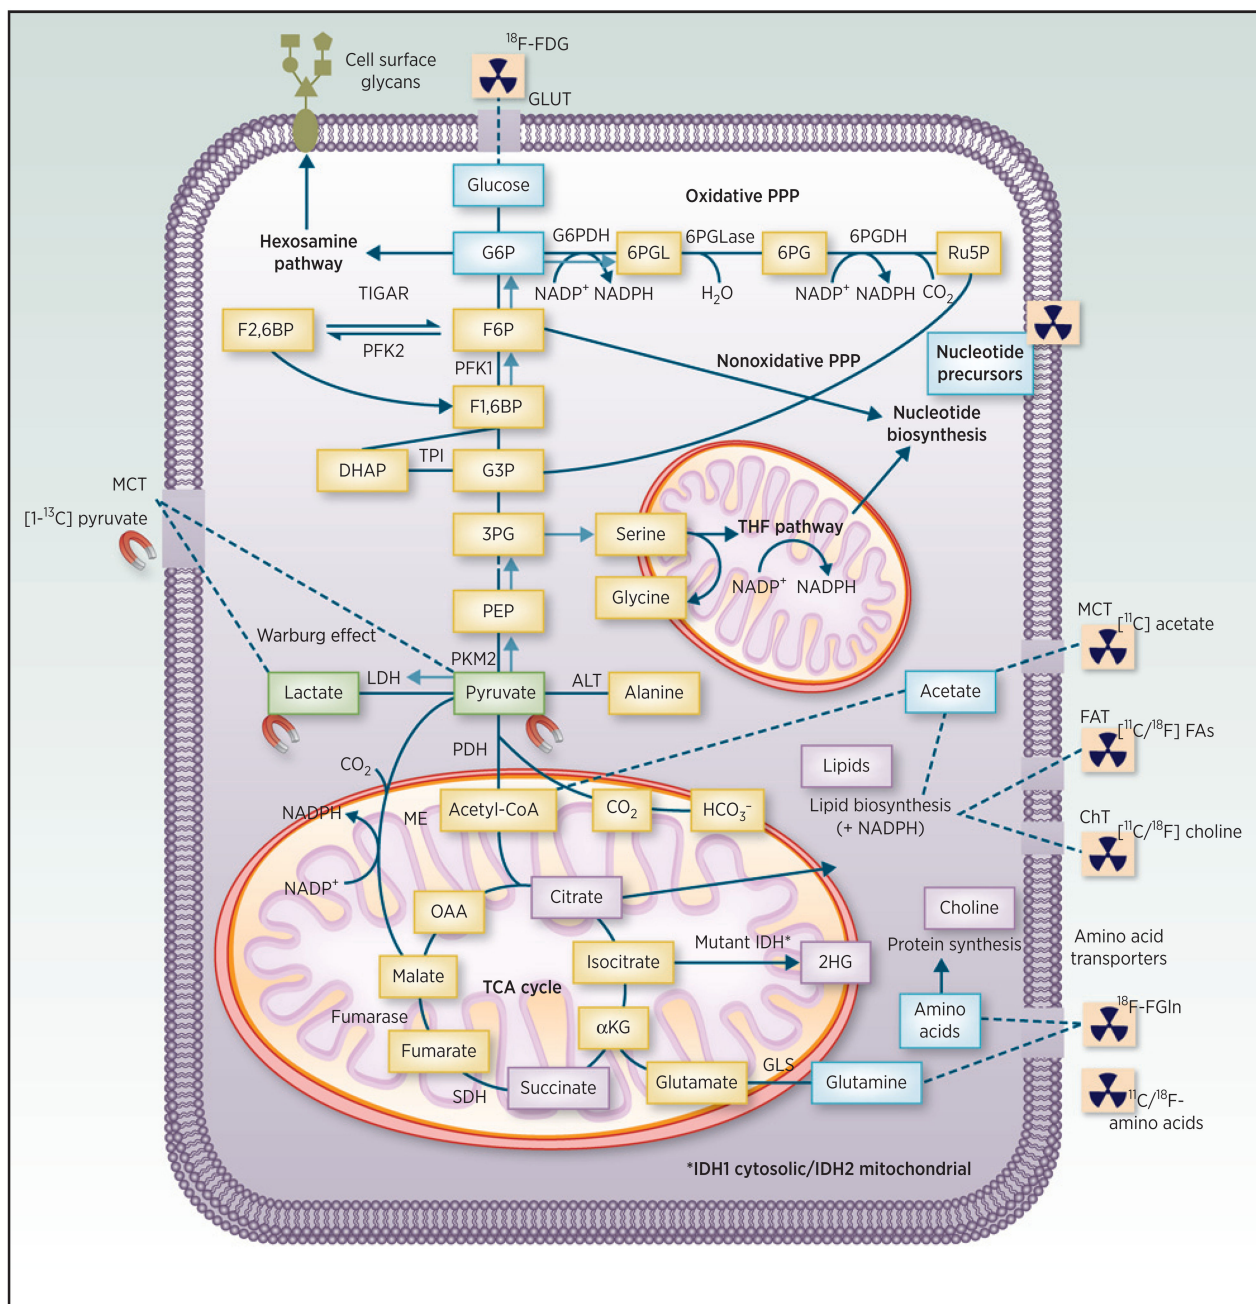 ¹⁸F-FDG
Cell surface
glycans
GLUT
Glucose
Oxidative PPP
Hexosamine
pathway
G6P
G6PDH
6PGL
6PGLase
6PG
6PGDH
Ru5P
NADP⁺ NADPH
H₂O
NADP⁺ NADPH
CO₂
TIGAR
F2,6BP
F6P
PFK2
PFK1
Nonoxidative PPP
Nucleotide
precursors
F1,6BP
Nucleotide
biosynthesis
DHAP
TPI
G3P
MCT
[1-¹³C] pyruvate
3PG
Serine
THF pathway
PEP
Glycine
NADP⁺ NADPH
MCT
[¹¹C] acetate
Warburg effect
PKM2
Lactate
LDH
Pyruvate
ALT
Alanine
Acetate
FAT
[¹¹C/¹⁸F] FAs
PDH
CO₂
Lipids
NADPH
ME
Acetyl-CoA
CO₂
HCO₃⁻
Lipid biosynthesis
(+ NADPH)
ChT
[¹¹C/¹⁸F] choline
NADP⁺
OAA
Citrate
Choline
Protein synthesis
Amino acid
transporters
Malate
Isocitrate
Mutant IDH*
2HG
TCA cycle
Fumarase
αKG
Amino
acids
¹⁸F-FGln
Fumarate
SDH
Succinate
Glutamate
GLS
Glutamine
¹¹C/¹⁸F-
amino acids
*IDH1 cytosolic/IDH2 mitochondrial